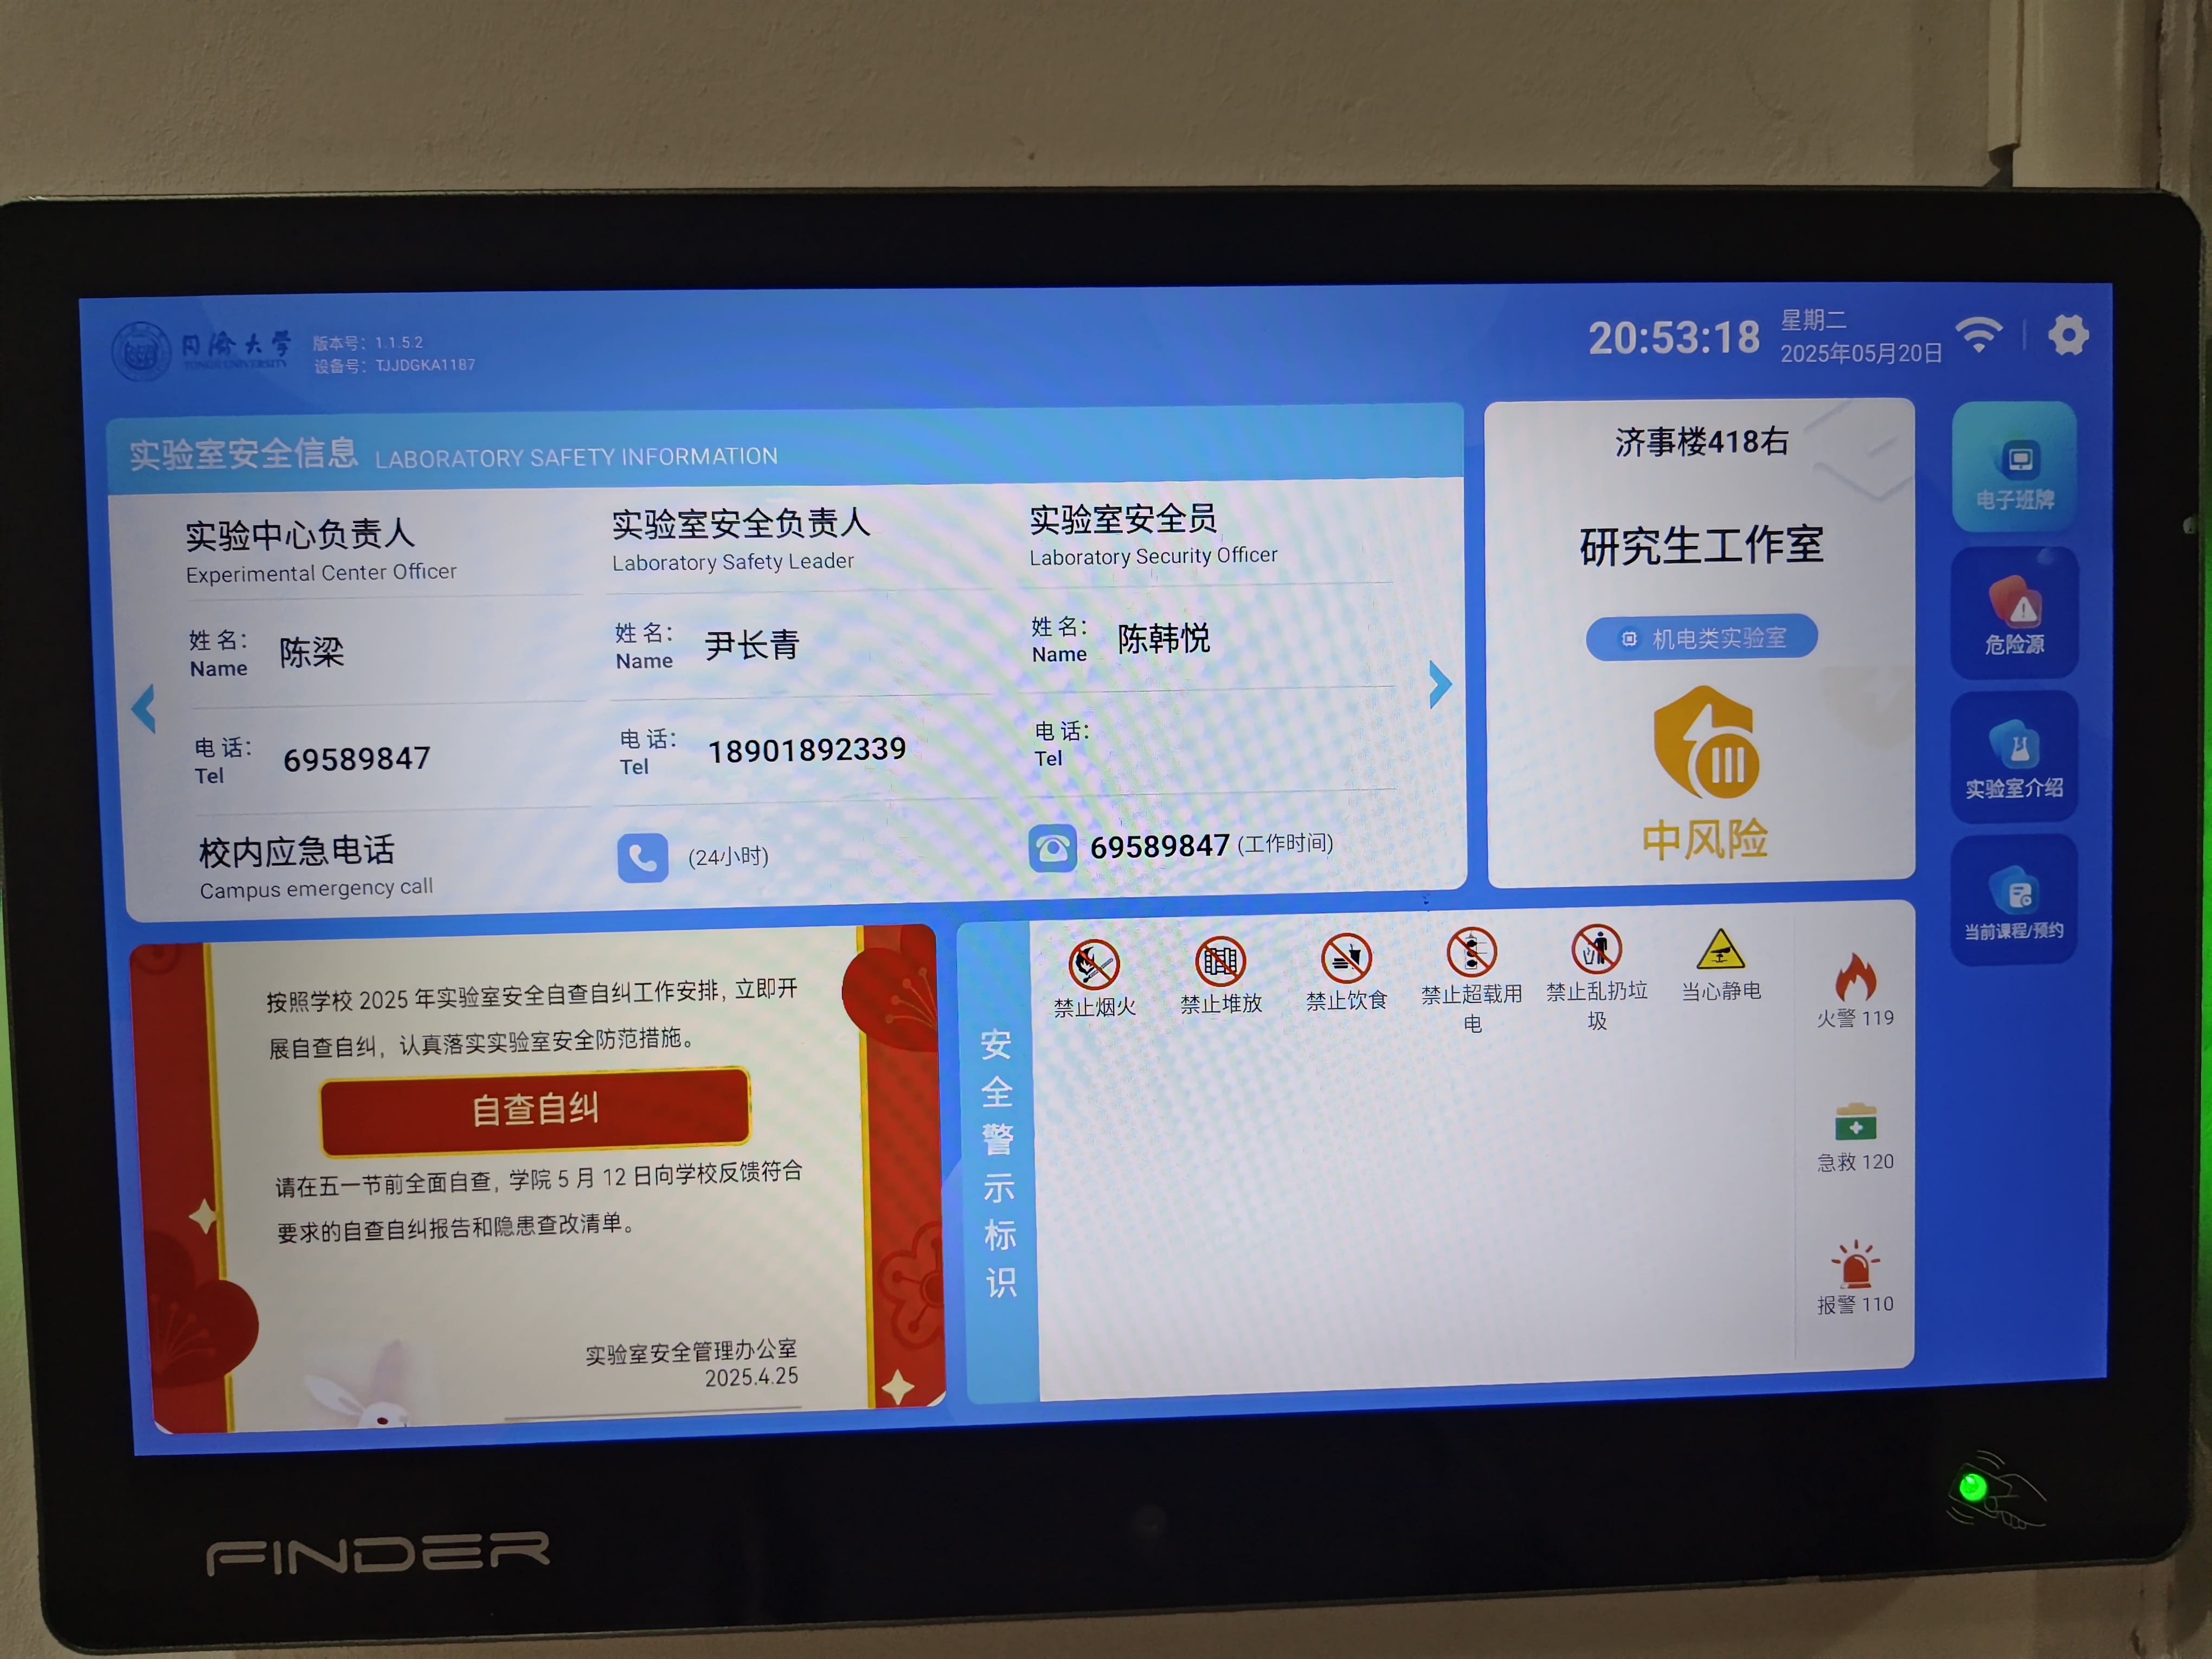 同济大学
TONGJI UNIVERSITY
版本号：1.1.5.2
设备号：TJJDGKA1187
20:53:18
星期二
2025年05月20日
实验室安全信息 LABORATORY SAFETY INFORMATION
实验中心负责人
Experimental Center Officer
姓 名：
Name
陈梁
电 话：
Tel
69589847
实验室安全负责人
Laboratory Safety Leader
姓 名：
Name
尹长青
电 话：
Tel
18901892339
实验室安全员
Laboratory Security Officer
姓 名：
Name
陈韩悦
电 话：
Tel
校内应急电话
Campus emergency call
(24小时)
69589847 (工作时间)
济事楼418右
研究生工作室
机电类实验室
III
中风险
电子班牌
危险源
实验室介绍
当前课程/预约
按照学校 2025 年实验室安全自查自纠工作安排，立即开
展自查自纠，认真落实实验室安全防范措施。
自查自纠
请在五一节前全面自查，学院 5 月 12 日向学校反馈符合
要求的自查自纠报告和隐患查改清单。
实验室安全管理办公室
2025.4.25
安全警示标识
禁止烟火
禁止堆放
禁止饮食
禁止超载用
电
禁止乱扔垃
圾
当心静电
火警 119
急救 120
报警 110
FINDER